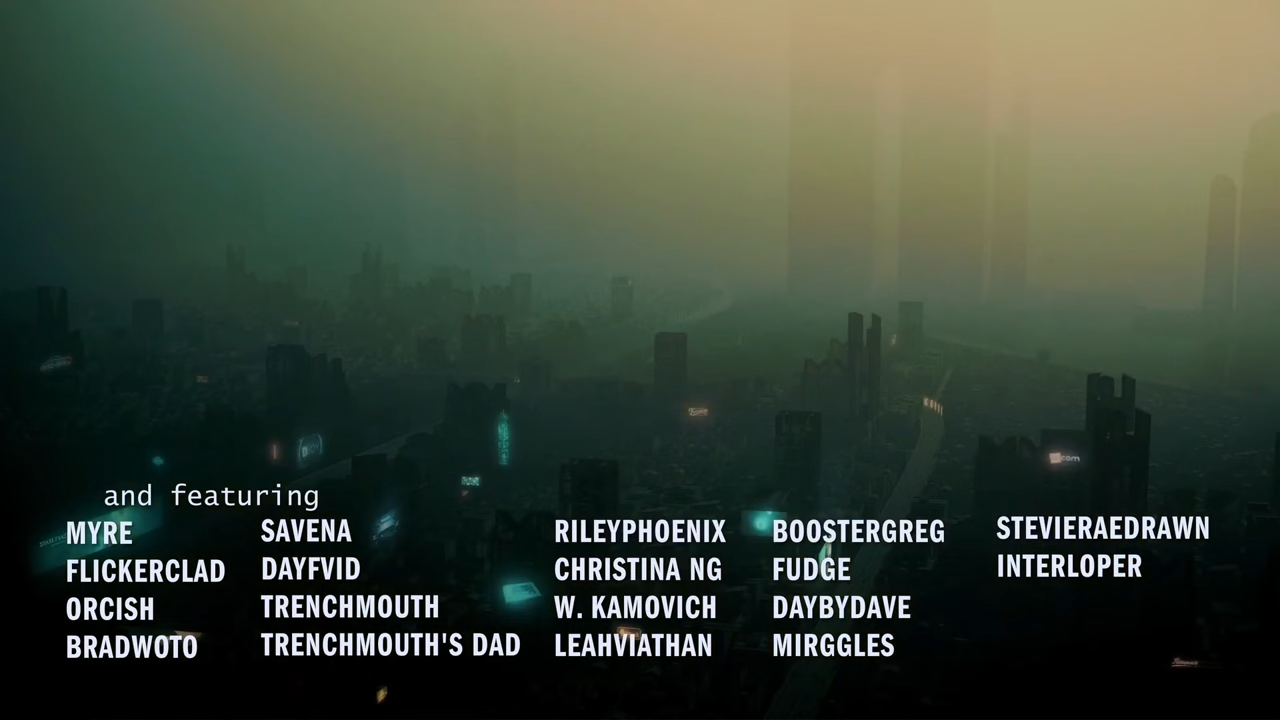 and featuring
MYRE
FLICKERCLAD
ORCISH
BRADWOTO
SAVENA
DAYFVID
TRENCHMOUTH
TRENCHMOUTH'S DAD
RILEYPHOENIX
CHRISTINA NG
W. KAMOVICH
LEAHVIATHAN
BOOSTERGREG
FUDGE
DAYBYDAVE
MIRGGLES
STEVIERAEDRAWN
INTERLOPER